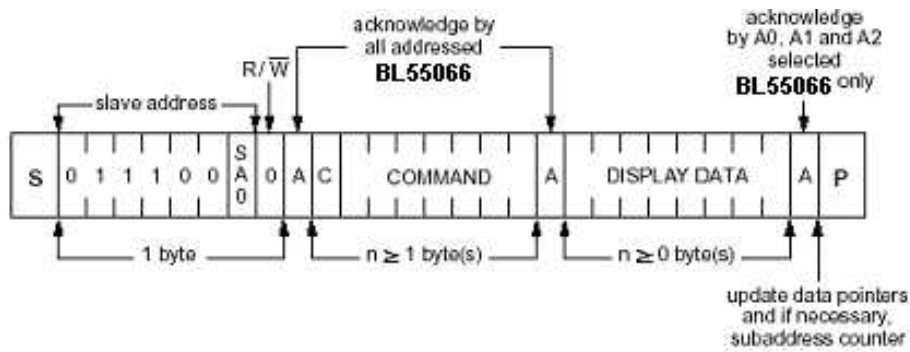 acknowledge by
all addressed
BL55066
acknowledge
by A0, A1 and A2
selected
BL55066 only
R/W̅
slave address
S 0 1 1 1 0 0 SA0 0 A C COMMAND A DISPLAY DATA A P
1 byte
n ≥ 1 byte(s)
n ≥ 0 byte(s)
update data pointers
and if necessary,
subaddress counter